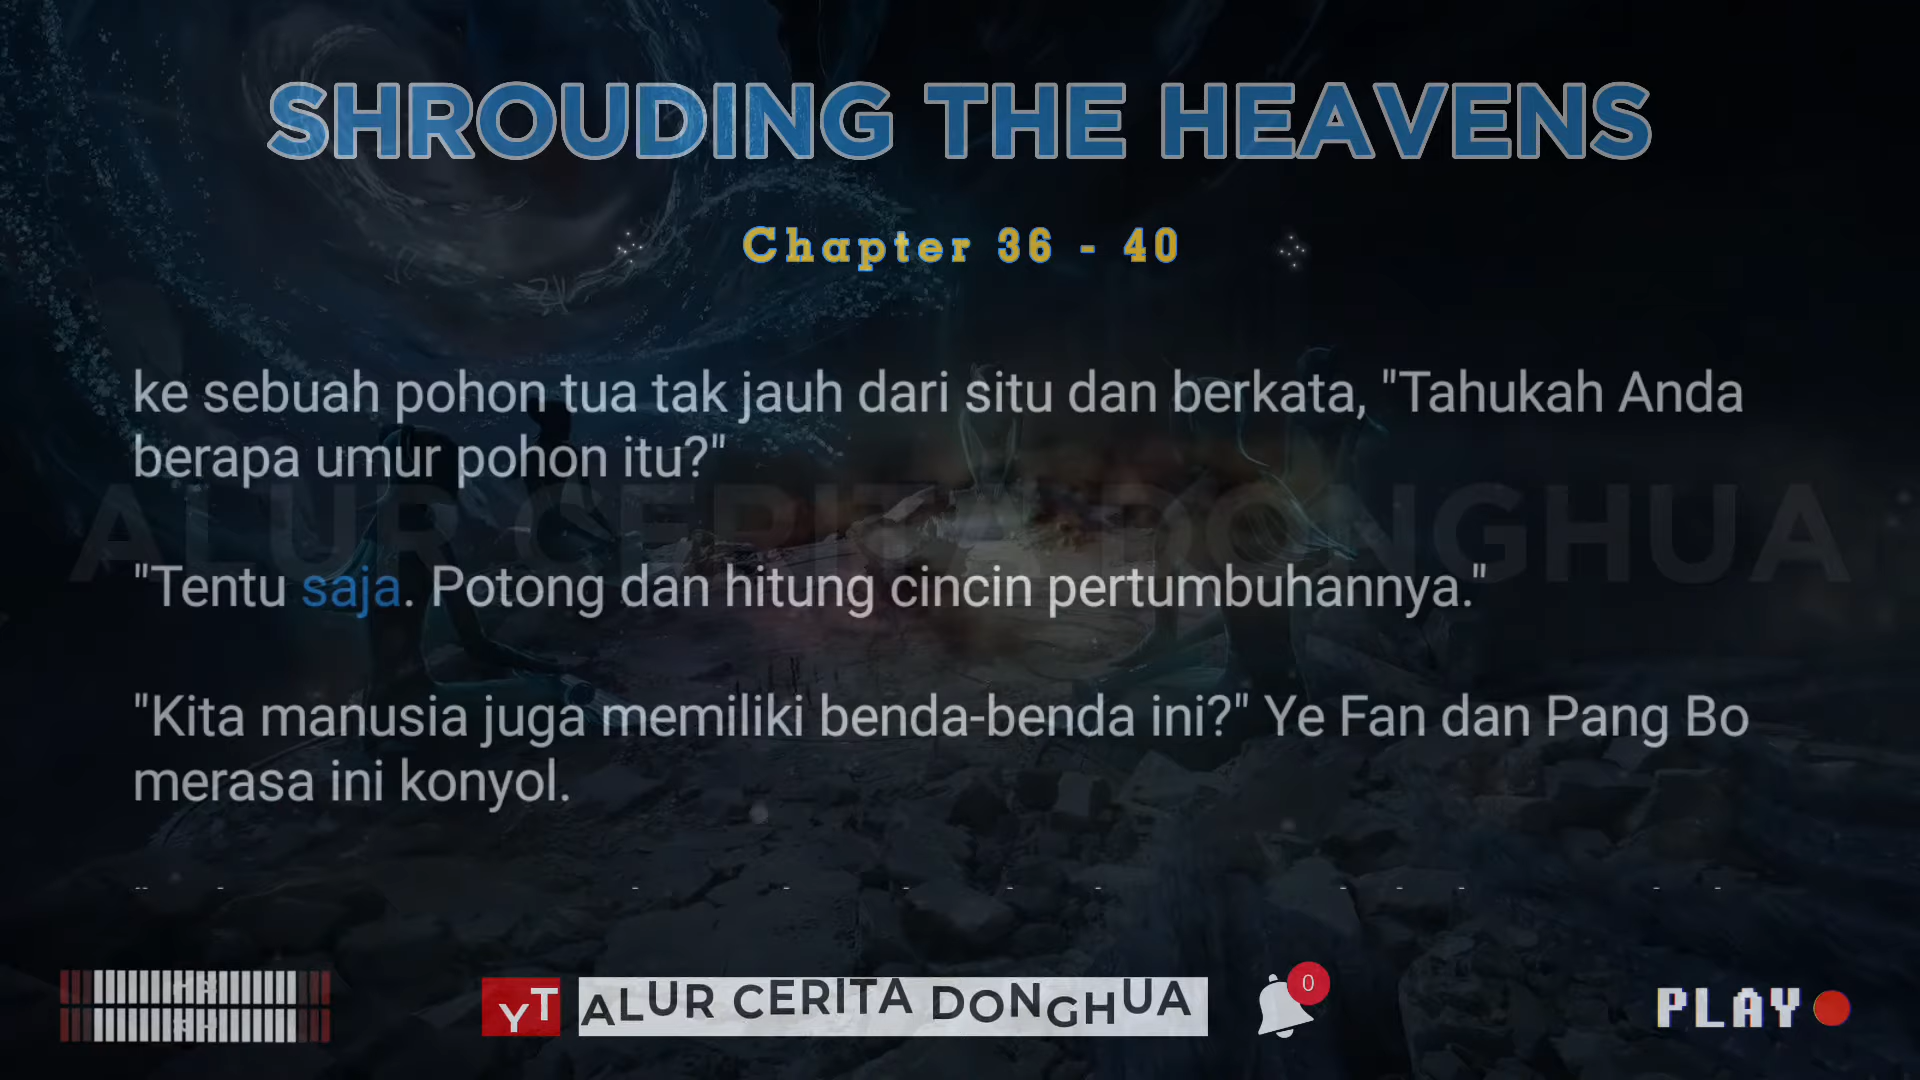 SHROUDING THE HEAVENS
Chapter 36 - 40
ke sebuah pohon tua tak jauh dari situ dan berkata, "Tahukah Anda
berapa umur pohon itu?"
ALUR CERITA DONGHUA
"Tentu saja. Potong dan hitung cincin pertumbuhannya."
"Kita manusia juga memiliki benda-benda ini?" Ye Fan dan Pang Bo
merasa ini konyol.
YT ALUR CERITA DONGHUA
0
PLAY